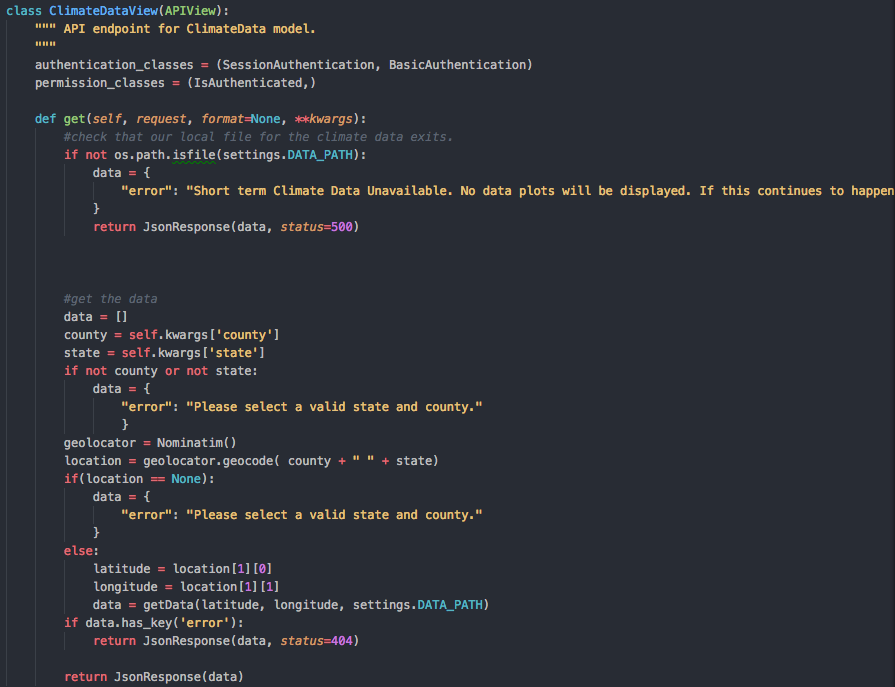 class ClimateDataView(APIView):
    """ API endpoint for ClimateData model.
    """
    authentication_classes = (SessionAuthentication, BasicAuthentication)
    permission_classes = (IsAuthenticated,)

    def get(self, request, format=None, **kwargs):
        #check that our local file for the climate data exits.
        if not os.path.isfile(settings.DATA_PATH):
            data = {
                "error": "Short term Climate Data Unavailable. No data plots will be displayed. If this continues to happen
            }
            return JsonResponse(data, status=500)

        #get the data
        data = []
        county = self.kwargs['county']
        state = self.kwargs['state']
        if not county or not state:
            data = {
                "error": "Please select a valid state and county."
                }
        geolocator = Nominatim()
        location = geolocator.geocode( county + " " + state)
        if(location == None):
            data = {
                "error": "Please select a valid state and county."
            }
        else:
            latitude = location[1][0]
            longitude = location[1][1]
            data = getData(latitude, longitude, settings.DATA_PATH)
        if data.has_key('error'):
            return JsonResponse(data, status=404)

        return JsonResponse(data)